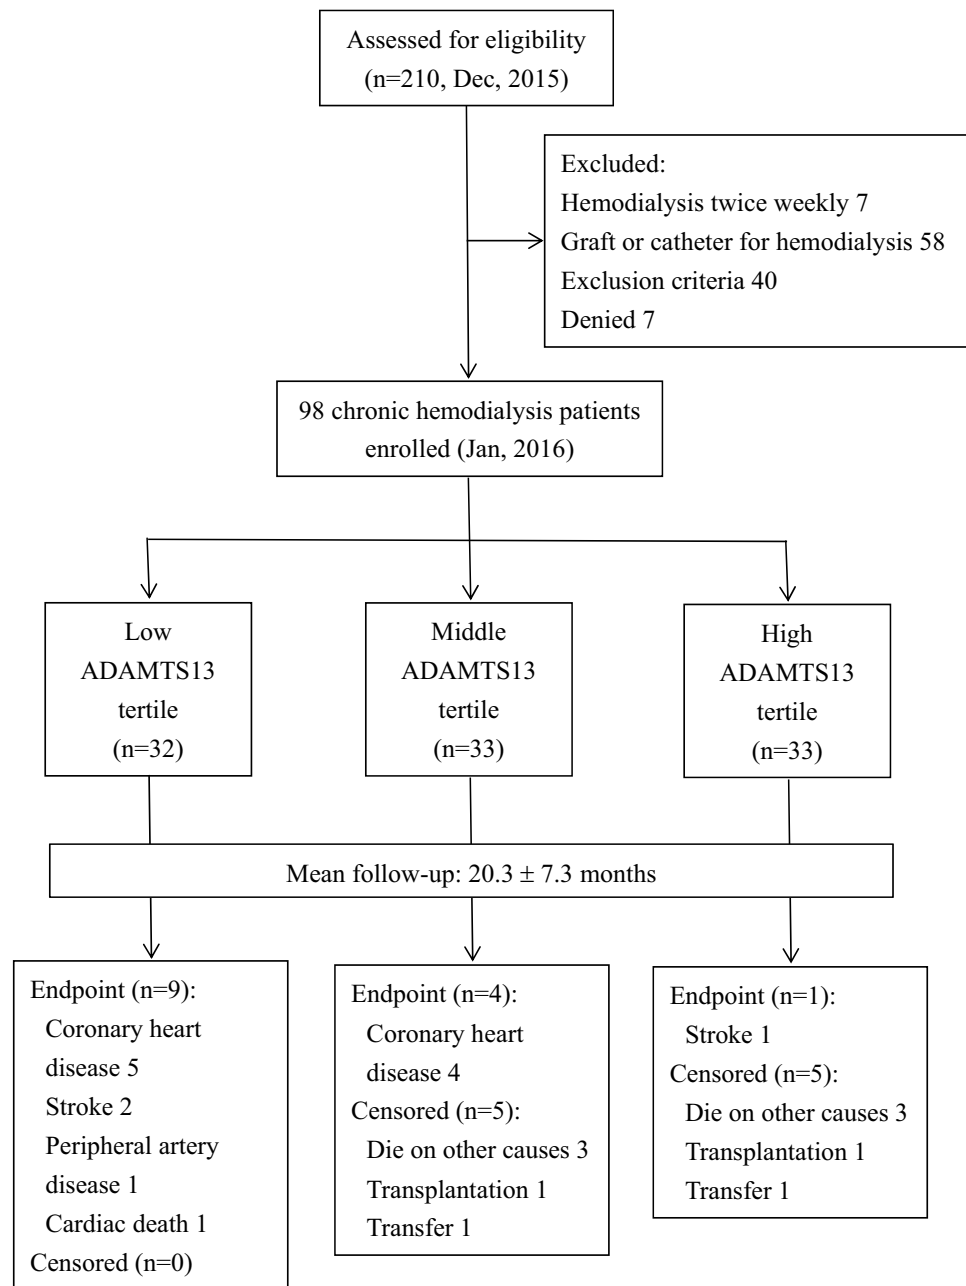 Assessed for eligibility
(n=210, Dec, 2015)
Excluded:
Hemodialysis twice weekly 7
Graft or catheter for hemodialysis 58
Exclusion criteria 40
Denied 7
98 chronic hemodialysis patients
enrolled (Jan, 2016)
Low
ADAMTS13
tertile
(n=32)
Middle
ADAMTS13
tertile
(n=33)
High
ADAMTS13
tertile
(n=33)
Mean follow-up: 20.3 ± 7.3 months
Endpoint (n=9):
Coronary heart
disease 5
Stroke 2
Peripheral artery
disease 1
Cardiac death 1
Censored (n=0)
Endpoint (n=4):
Coronary heart
disease 4
Censored (n=5):
Die on other causes 3
Transplantation 1
Transfer 1
Endpoint (n=1):
Stroke 1
Censored (n=5):
Die on other causes 3
Transplantation 1
Transfer 1